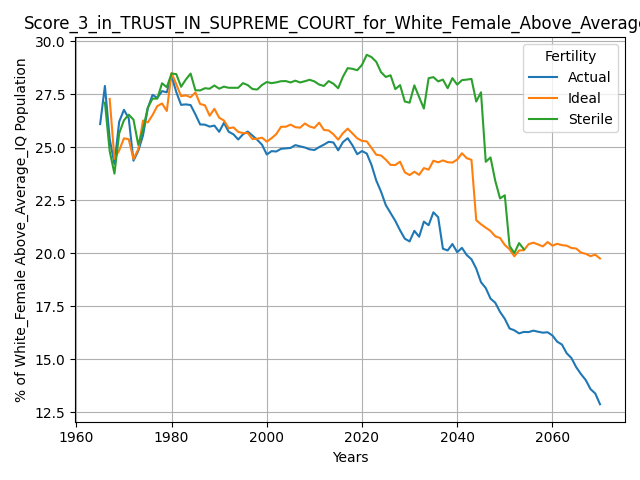 Score_3_in_TRUST_IN_SUPREME_COURT_for_White_Female_Above_Average
30.0
27.5
25.0
22.5
20.0
17.5
15.0
12.5
% of White_Female Above_Average_IQ Population
Fertility
Actual
Ideal
Sterile
1960
1980
2000
2020
2040
2060
Years